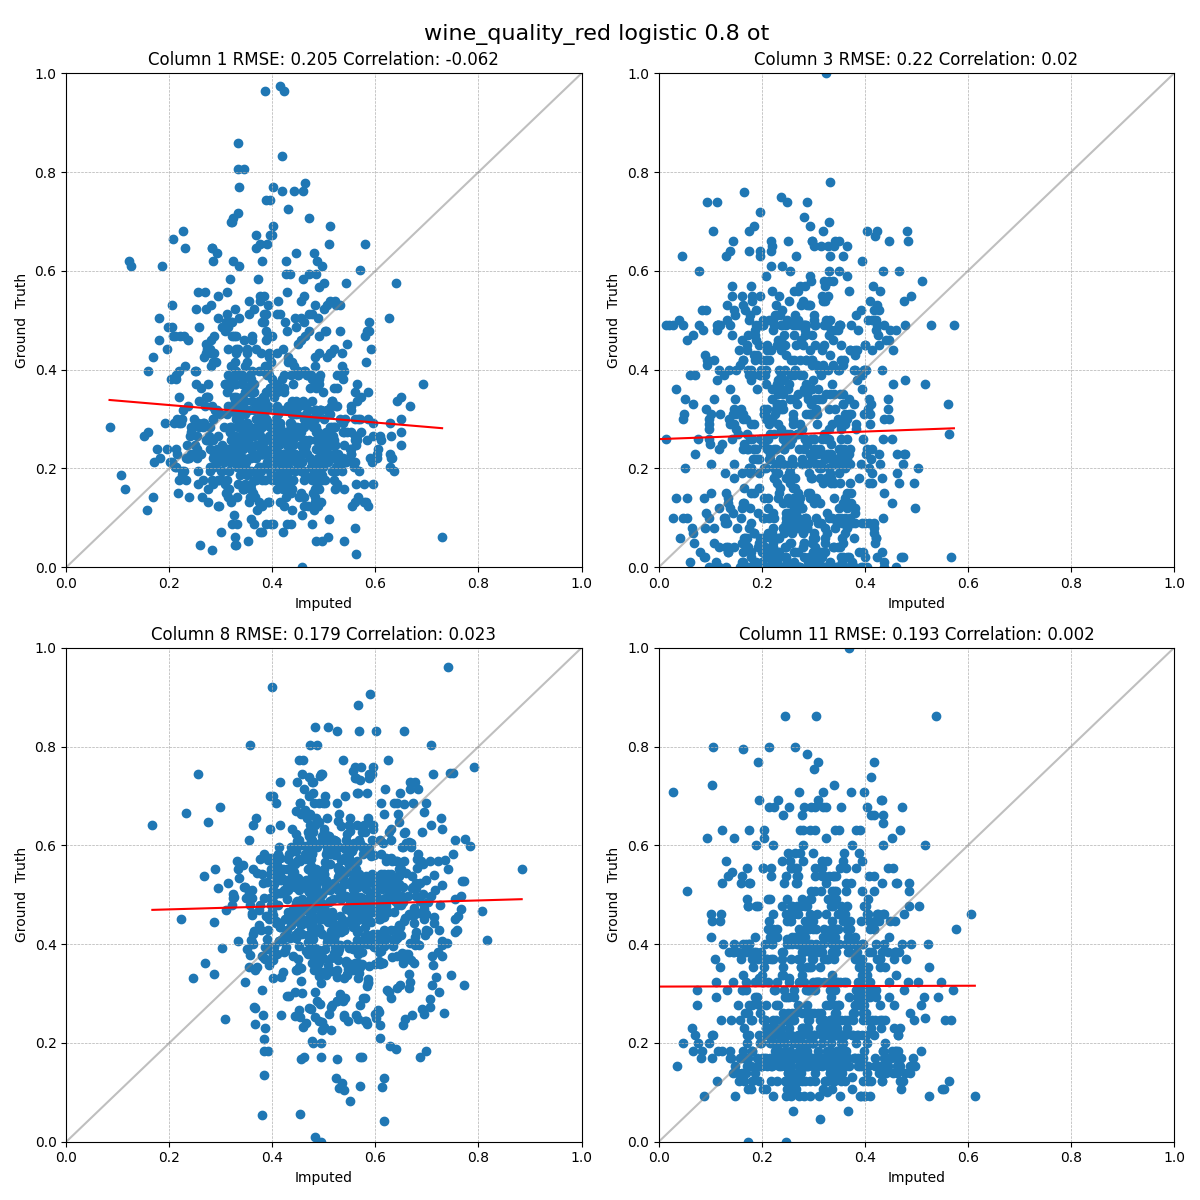 wine_quality_red logistic 0.8 ot
Column 1 RMSE: 0.205 Correlation: -0.062
Column 3 RMSE: 0.22 Correlation: 0.02
1.0
0.8
0.6
0.4
0.2
0.0
Ground Truth
0.0 0.2 0.4 0.6 0.8 1.0
Imputed
1.0
0.8
0.6
0.4
0.2
0.0
Ground Truth
0.0 0.2 0.4 0.6 0.8 1.0
Imputed
Column 8 RMSE: 0.179 Correlation: 0.023
Column 11 RMSE: 0.193 Correlation: 0.002
1.0
0.8
0.6
0.4
0.2
0.0
Ground Truth
0.0 0.2 0.4 0.6 0.8 1.0
Imputed
1.0
0.8
0.6
0.4
0.2
0.0
Ground Truth
0.0 0.2 0.4 0.6 0.8 1.0
Imputed